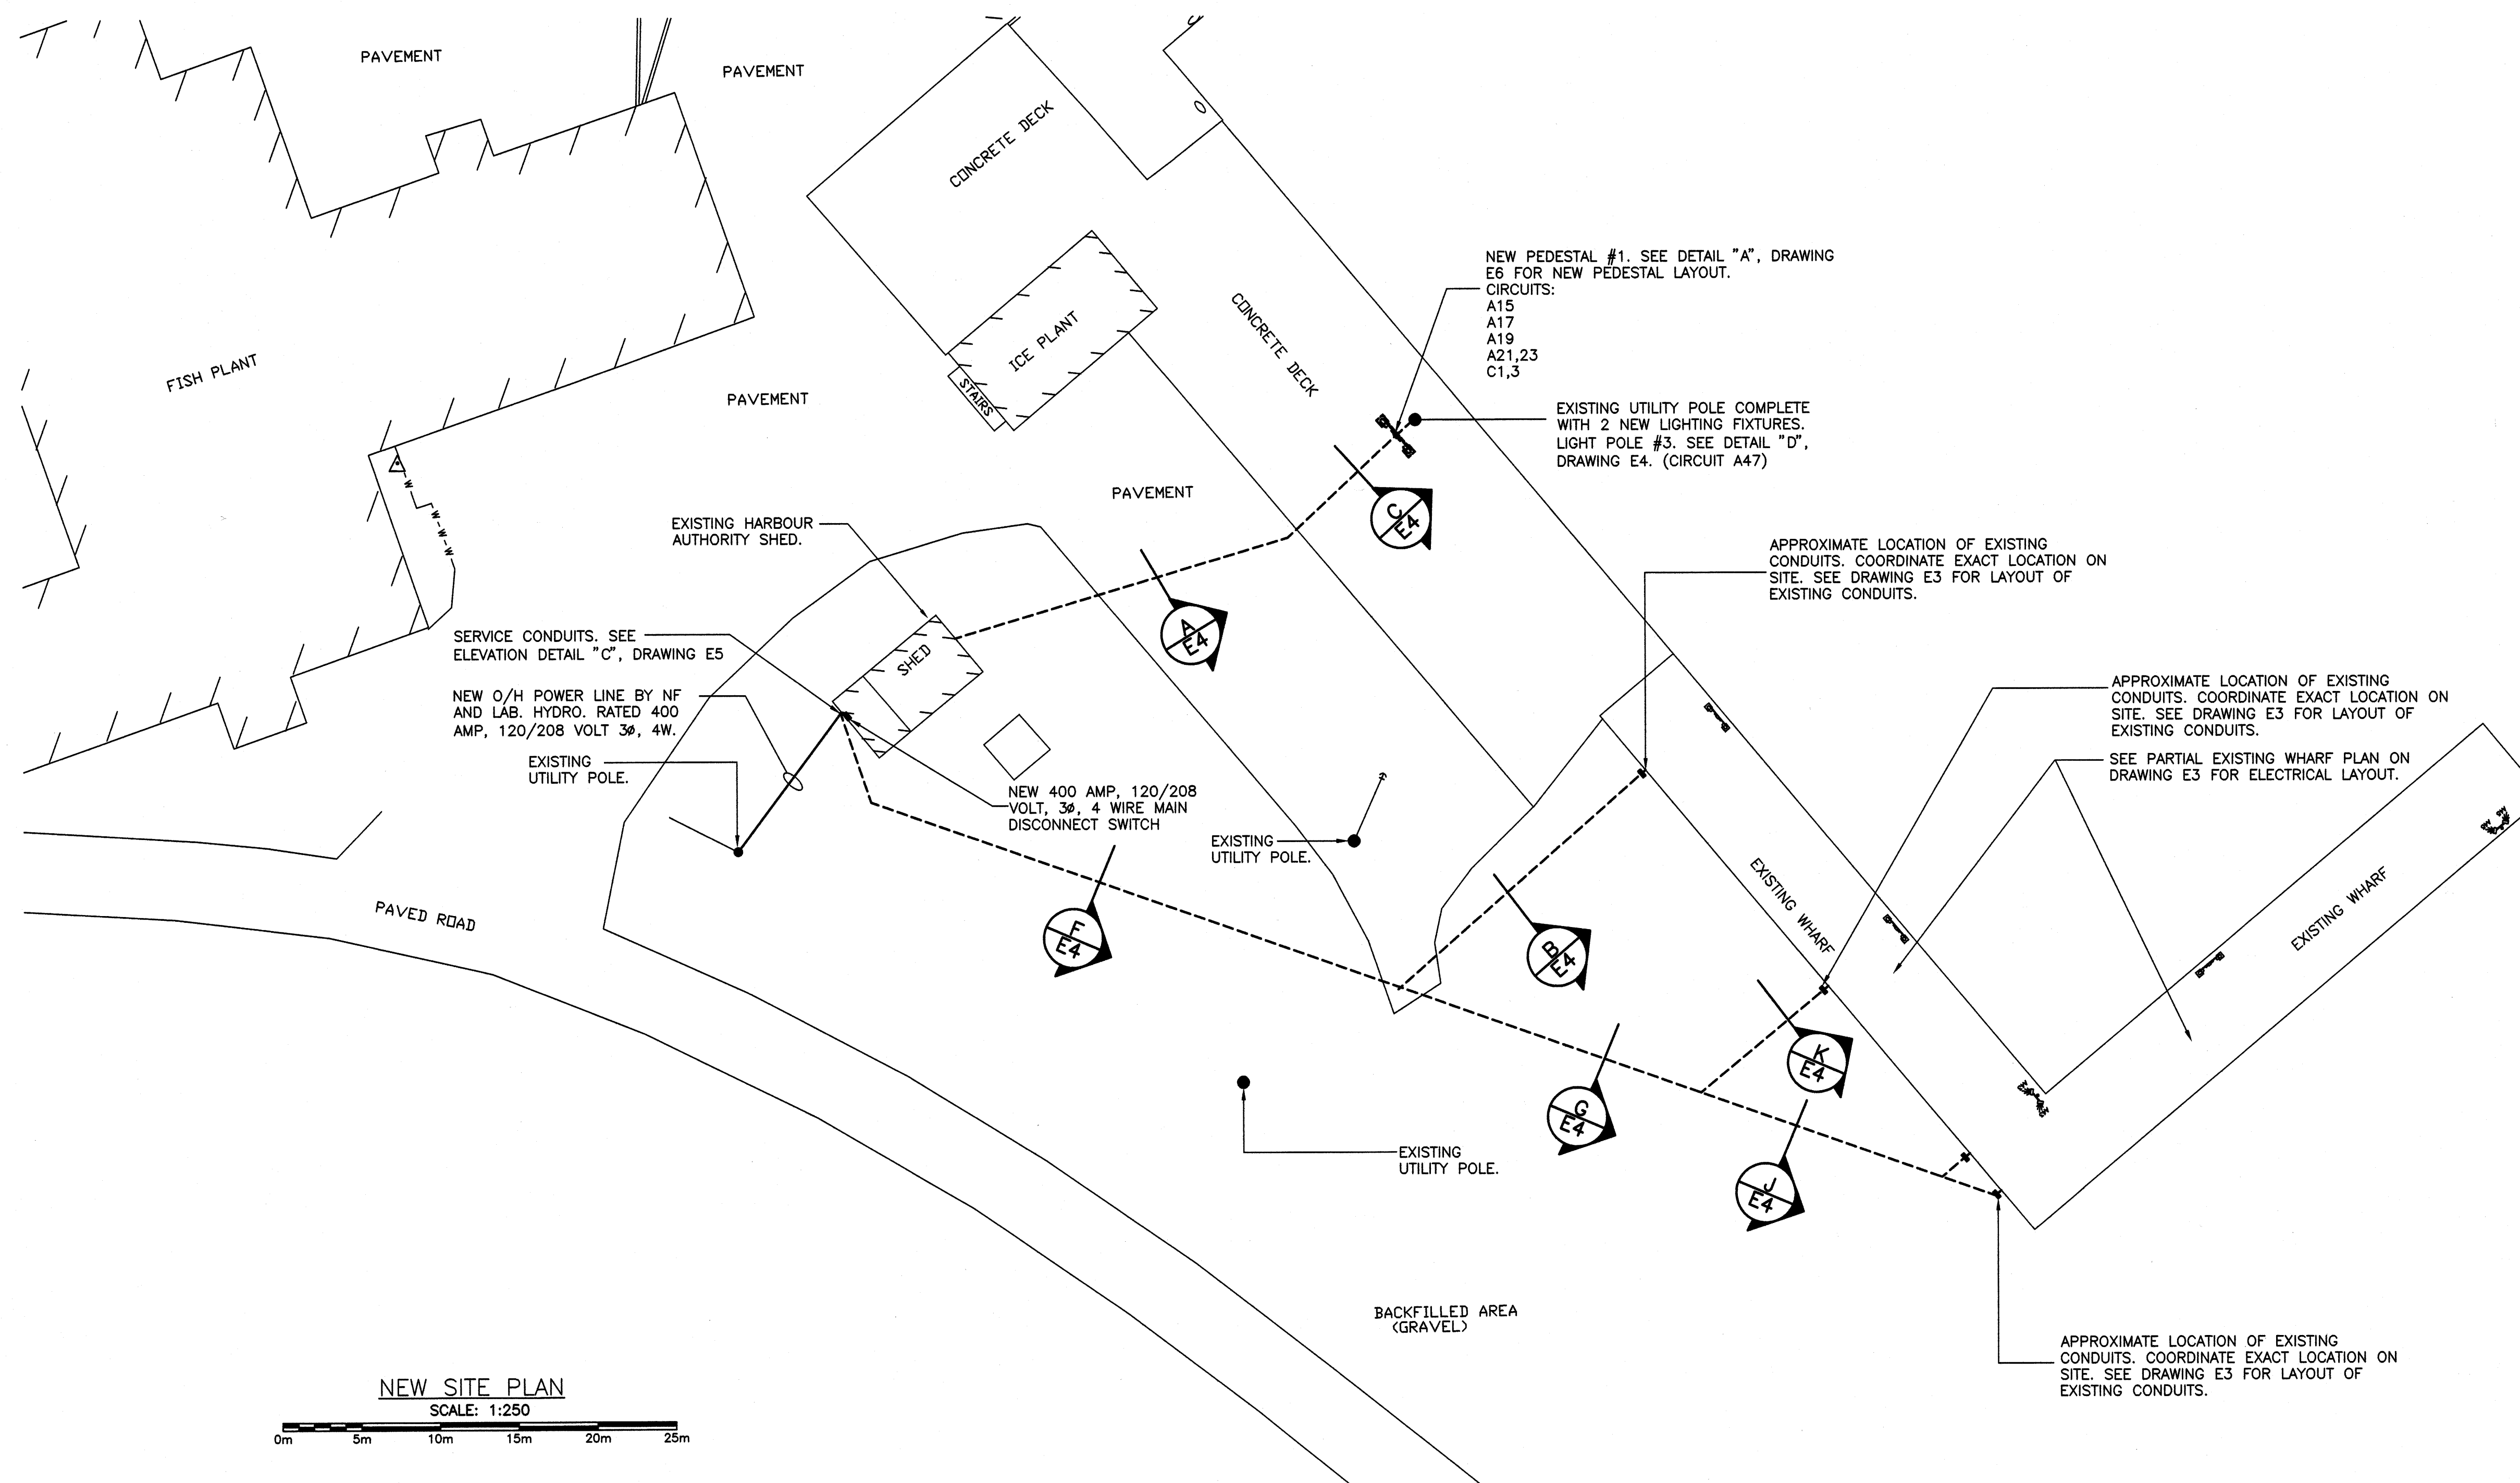 PAVEMENT
PAVEMENT
CONCRETE DECK
NEW PEDESTAL #1. SEE DETAIL "A", DRAWING
E6 FOR NEW PEDESTAL LAYOUT.
CIRCUITS:
A15
A17
A19
A21,23
C1,3
CONCRETE DECK
ICE PLANT
STAIRS
FISH PLANT
PAVEMENT
EXISTING UTILITY POLE COMPLETE
WITH 2 NEW LIGHTING FIXTURES.
LIGHT POLE #3. SEE DETAIL "D",
DRAWING E4. (CIRCUIT A47)
W
W-W-W
PAVEMENT
C
E4
EXISTING HARBOUR
AUTHORITY SHED.
APPROXIMATE LOCATION OF EXISTING
CONDUITS. COORDINATE EXACT LOCATION ON
SITE. SEE DRAWING E3 FOR LAYOUT OF
EXISTING CONDUITS.
A
E4
SERVICE CONDUITS. SEE
ELEVATION DETAIL "C", DRAWING E5
SHED
NEW O/H POWER LINE BY NF
AND LAB. HYDRO. RATED 400
AMP, 120/208 VOLT 3ø, 4W.
APPROXIMATE LOCATION OF EXISTING
CONDUITS. COORDINATE EXACT LOCATION ON
SITE. SEE DRAWING E3 FOR LAYOUT OF
EXISTING CONDUITS.
SEE PARTIAL EXISTING WHARF PLAN ON
DRAWING E3 FOR ELECTRICAL LAYOUT.
EXISTING
UTILITY POLE.
NEW 400 AMP, 120/208
VOLT, 3ø, 4 WIRE MAIN
DISCONNECT SWITCH
EXISTING
UTILITY POLE.
EXISTING WHARF
EXISTING WHARF
PAVED ROAD
F
E4
B
E4
K
E4
G
E4
J
E4
EXISTING
UTILITY POLE.
BACKFILLED AREA
(GRAVEL)
APPROXIMATE LOCATION OF EXISTING
CONDUITS. COORDINATE EXACT LOCATION ON
SITE. SEE DRAWING E3 FOR LAYOUT OF
EXISTING CONDUITS.
NEW SITE PLAN
SCALE: 1:250
0m 5m 10m 15m 20m 25m